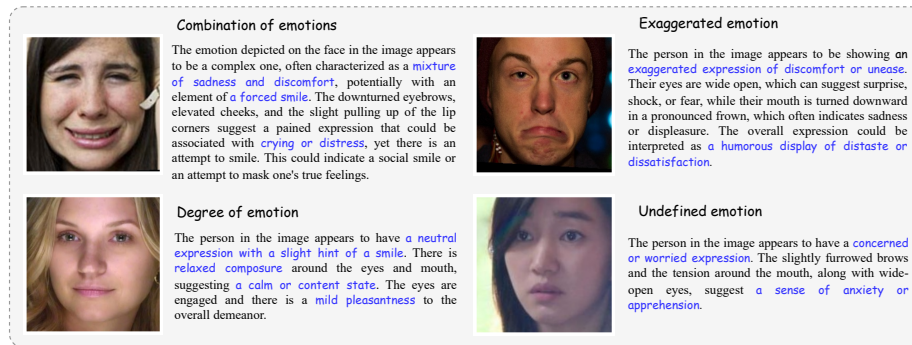 Combination of emotions
The emotion depicted on the face in the image appears
to be a complex one, often characterized as a mixture
of sadness and discomfort, potentially with an
element of a forced smile. The downturned eyebrows,
elevated cheeks, and the slight pulling up of the lip
corners suggest a pained expression that could be
associated with crying or distress, yet there is an
attempt to smile. This could indicate a social smile or
an attempt to mask one's true feelings.
Exaggerated emotion
The person in the image appears to be showing an
exaggerated expression of discomfort or unease.
Their eyes are wide open, which can suggest surprise,
shock, or fear, while their mouth is turned downward
in a pronounced frown, which often indicates sadness
or displeasure. The overall expression could be
interpreted as a humorous display of distaste or
dissatisfaction.
Degree of emotion
The person in the image appears to have a neutral
expression with a slight hint of a smile. There is
relaxed composure around the eyes and mouth,
suggesting a calm or content state. The eyes are
engaged and there is a mild pleasantness to the
overall demeanor.
Undefined emotion
The person in the image appears to have a concerned
or worried expression. The slightly furrowed brows
and the tension around the mouth, along with wide-
open eyes, suggest a sense of anxiety or
apprehension.